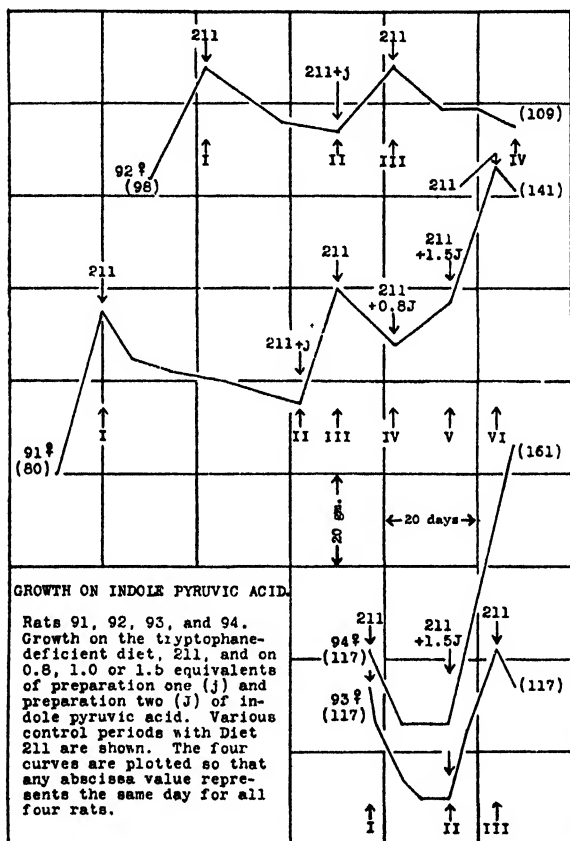 211
211
211+j
(109)
I
II
III
IV
92♀
(98)
211
(141)
211
+1.5J
211
211
211
+0.8J
211+j
I
II
III
IV
V
VI
91♀
(80)
(161)
20 gm.
20 days
GROWTH ON INDOLE PYRUVIC ACID.
Rats 91, 92, 93, and 94.
Growth on the tryptophane-
deficient diet, 211, and on
0.8, 1.0 or 1.5 equivalents
of preparation one (j) and
preparation two (J) of in-
dole pyruvic acid. Various
control periods with Diet
211 are shown. The four
curves are plotted so that
any abscissa value repre-
sents the same day for all
four rats.
211
211
+1.5J
211
94♀
(117)
93♀
(117)
(117)
I
II
III